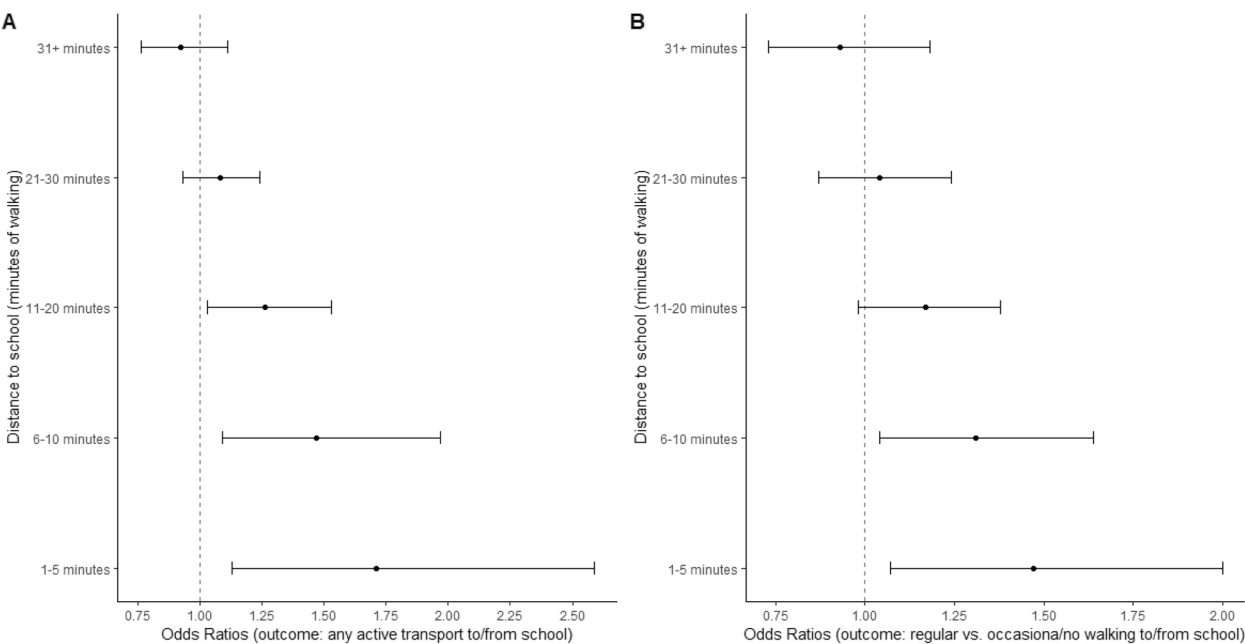 A
31+ minutes
21-30 minutes
11-20 minutes
6-10 minutes
1-5 minutes
Distance to school (minutes of walking)
0.75 1.00 1.25 1.50 1.75 2.00 2.25 2.50
Odds Ratios (outcome: any active transport to/from school)
B
31+ minutes
21-30 minutes
11-20 minutes
6-10 minutes
1-5 minutes
Distance to school (minutes of walking)
0.75 1.00 1.25 1.50 1.75 2.00
Odds Ratios (outcome: regular vs. occasiona/no walking to/from school)